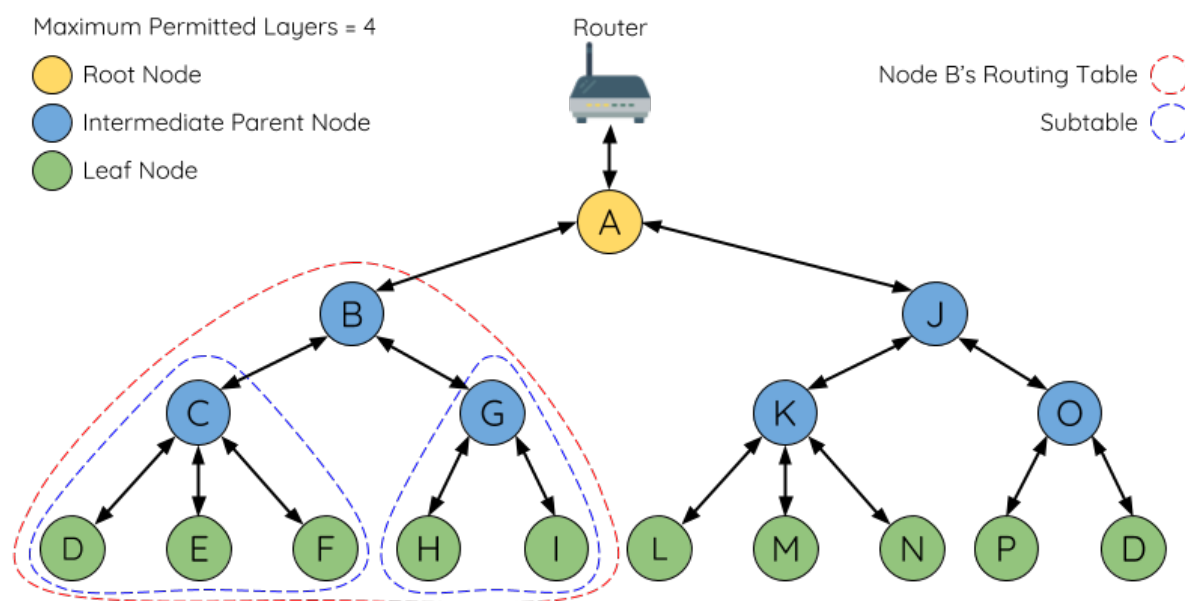 Maximum Permitted Layers = 4
Router
Root Node
Node B's Routing Table
Intermediate Parent Node
Subtable
Leaf Node
A
B
J
C
G
K
O
D
E
F
H
I
L
M
N
P
D